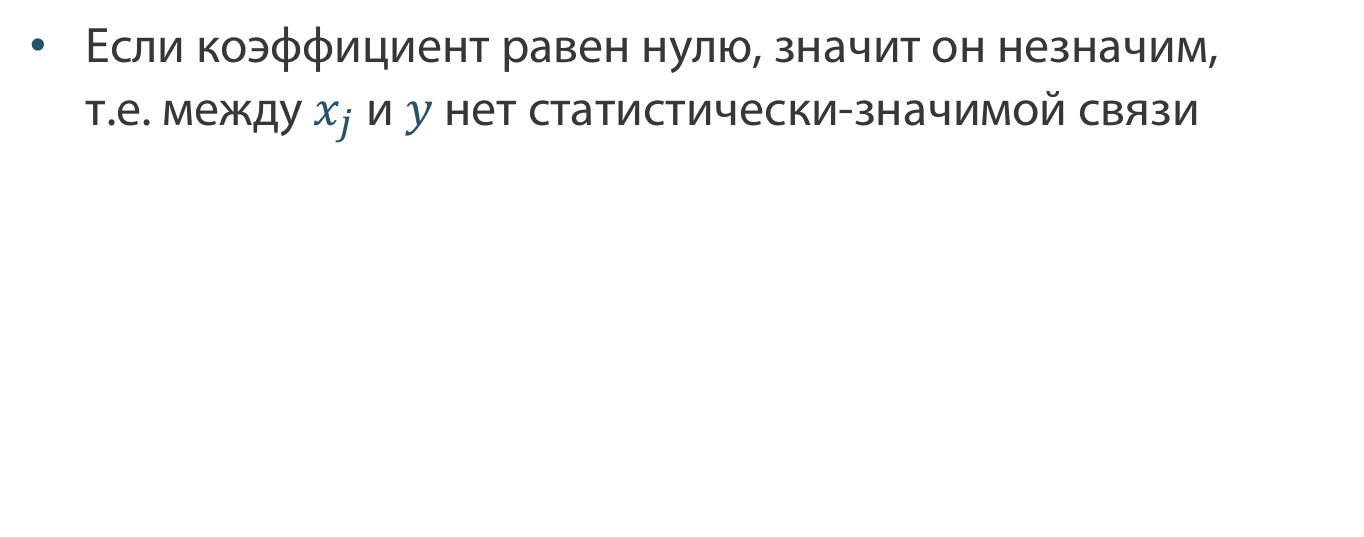 • Если коэффициент равен нулю, значит он незначим,
т.е. между xⱼ и y нет статистически-значимой связи